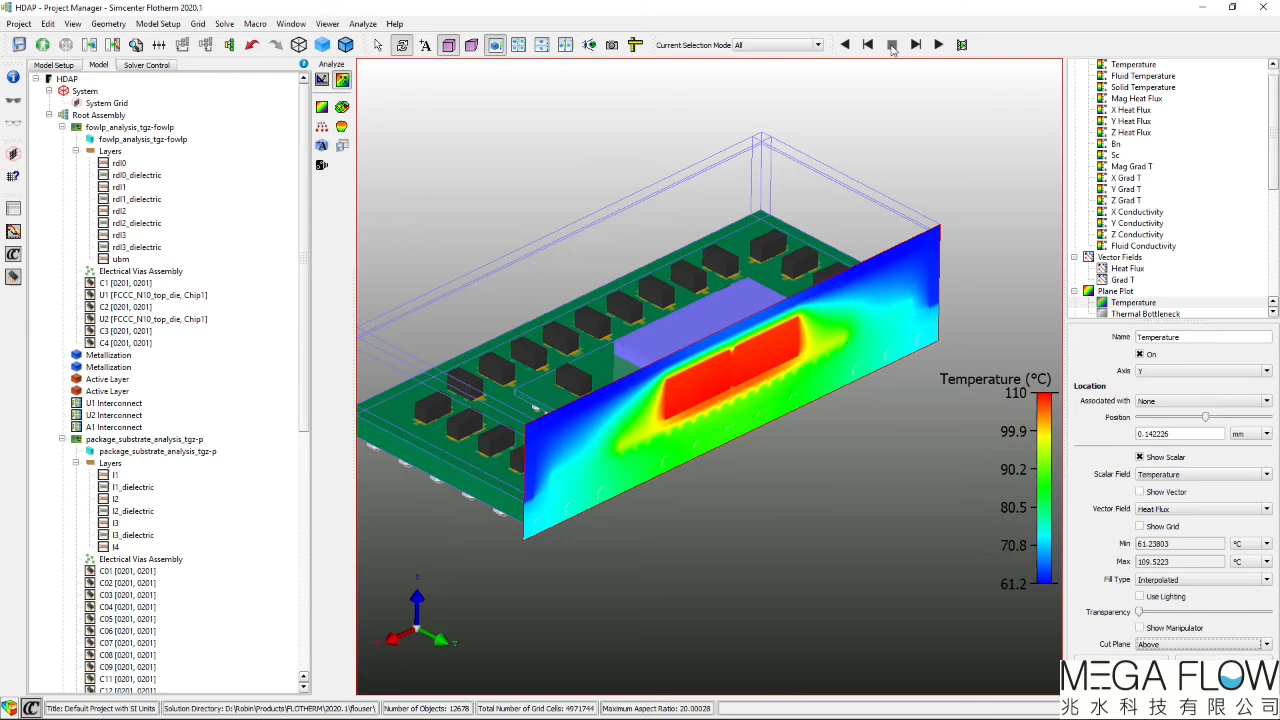 HDAP - Project Manager - Simcenter Flotherm 2020.1
Project Edit View Geometry Model Setup Grid Solve Macro Window Viewer Analyze Help
Current Selection Mode All
Model Setup Model Solver Control
HDAP
System
System Grid
Root Assembly
fowlp_analysis_tgz-fowlp
fowlp_analysis_tgz-fowlp
Layers
rdl0
rdl0_dielectric
rdl1
rdl1_dielectric
rdl2
rdl2_dielectric
rdl3
rdl3_dielectric
ubm
Electrical Vias Assembly
C1 [0201, 0201]
U1 [FCCC_N10_top_die, Chip1]
C2 [0201, 0201]
U2 [FCCC_N10_top_die, Chip1]
C3 [0201, 0201]
C4 [0201, 0201]
Metallization
Metallization
Active Layer
Active Layer
U1 Interconnect
U2 Interconnect
A1 Interconnect
package_substrate_analysis_tgz-p
package_substrate_analysis_tgz-p
Layers
l1
l1_dielectric
l2
l2_dielectric
l3
l3_dielectric
l4
Electrical Vias Assembly
C01 [0201, 0201]
C02 [0201, 0201]
C03 [0201, 0201]
C04 [0201, 0201]
C05 [0201, 0201]
C06 [0201, 0201]
C07 [0201, 0201]
C08 [0201, 0201]
C09 [0201, 0201]
C11 [0201, 0201]
C12 [0201, 0201]
Analyze
Temperature (°C)
110
99.9
90.2
80.5
70.8
61.2
Temperature
Fluid Temperature
Solid Temperature
Mag Heat Flux
X Heat Flux
Y Heat Flux
Z Heat Flux
Bn
Sc
Mag Grad T
X Grad T
Y Grad T
Z Grad T
X Conductivity
Y Conductivity
Z Conductivity
Fluid Conductivity
Vector Fields
Heat Flux
Grad T
Plane Plot
Temperature
Thermal Bottleneck
Name Temperature
On
Axis Y
Location
Associated with None
Position
0.142226 mm
Show Scalar
Scalar Field Temperature
Show Vector
Vector Field Heat Flux
Show Grid
Min 61.23803 °C
Max 109.5223 °C
Fill Type Interpolated
Use Lighting
Transparency
Show Manipulator
Cut Plane Above
MEGA FLOW
兆水科技有限公司
Title: Default Project with SI Units Solution Directory: D:\Robin\Products\FLOTHERM\2020.1\flouser\ Number of Objects: 12678 Total Number of Grid Cells: 4971744 Maximum Aspect Ratio: 20.00028